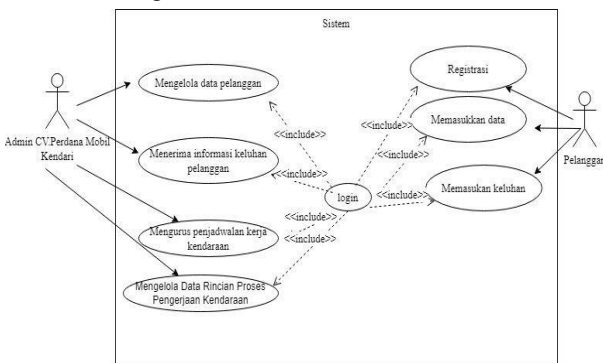 Sistem
Mengelola data pelanggan
Registrasi
<<include>>
<<include>>
Memasukkan data
Admin CV.Perdana Mobil
Kendari
Menerima informasi keluhan
pelanggan
<<include>>
Pelanggan
<<include>>
login
<<include>>
Memasukan keluhan
<<include>>
Mengurus penjadwalan kerja
kendaraan
<<include>>
Mengelola Data Rincian Proses
Pengerjaan Kendaraan